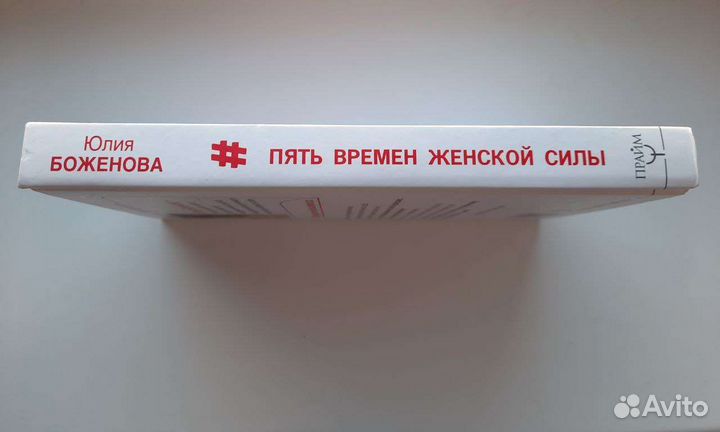 Юлия
БОЖЕНОВА
# ПЯТЬ ВРЕМЕН ЖЕНСКОЙ СИЛЫ
ПРАЙМ
Avito